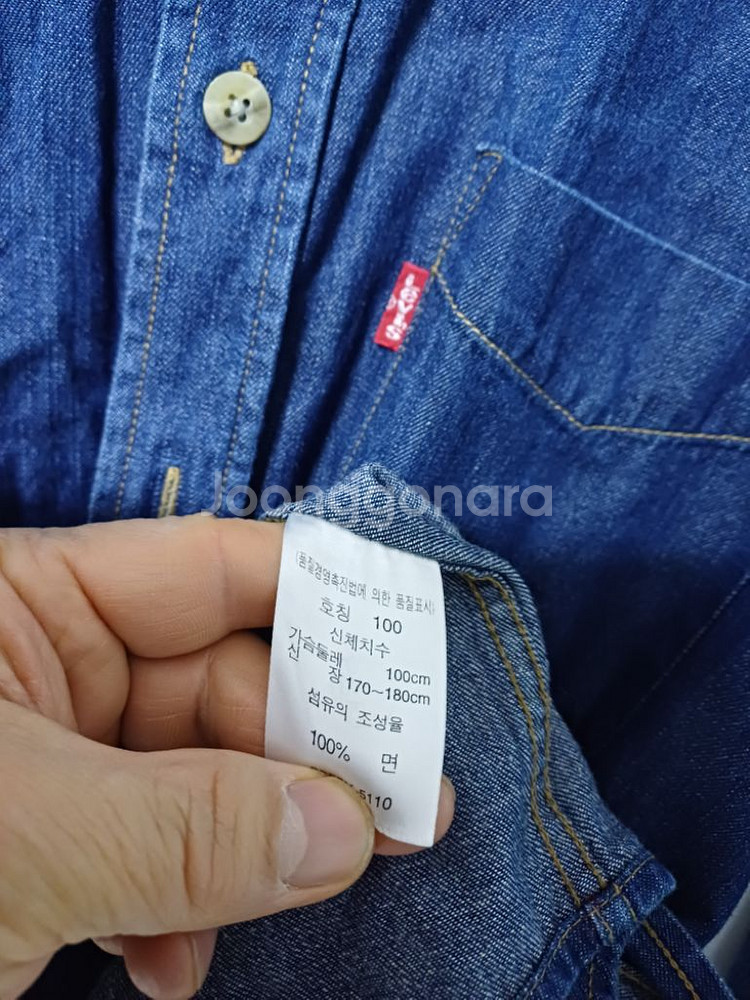 LEVI'S
Joonggonara
(품질경영촉진법에 의한 품질표시)
호칭 100
신체치수
가슴둘레 100cm
신 장 170~180cm
섬유의 조성율
100% 면
5110